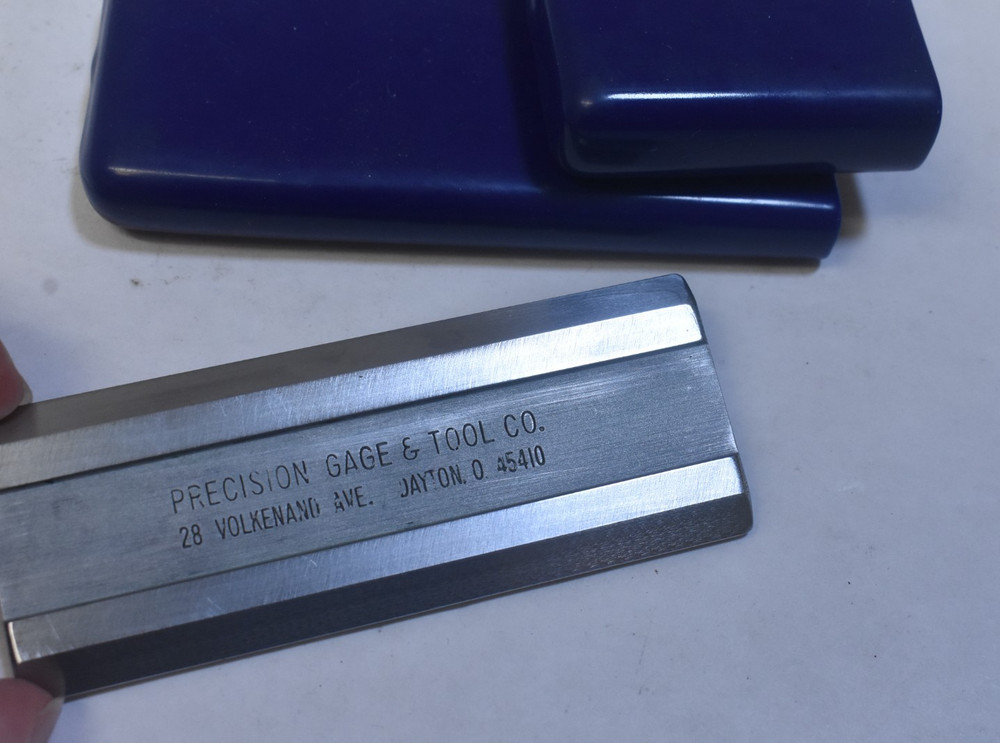 PRECISION GAGE & TOOL CO.
28 VOLKENAND AVE. DAYTON, O. 45410